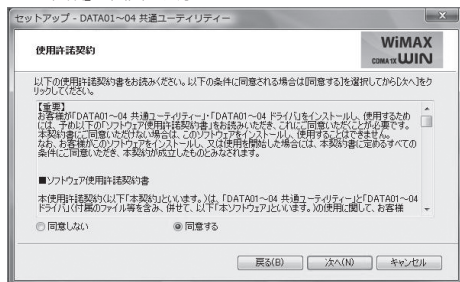 セットアップ - DATA01～04 共通ユーティリティー
使用許諾契約
WiMAX
CDMA 1X WIN
以下の使用許諾契約書をお読みください。以下の条件に同意される場合は[同意する]を選択してから[次へ]をク
リックしてください。
【重要】
お客様が「DATA01～04 共通ユーティリティー」・「DATA01～04 ドライバ」をインストールし、使用するため
には、予め以下の「ソフトウェア使用許諾契約書」をお読みいただき、これにご同意いただくことが必要です。
本契約書にご同意いただけない場合は、このソフトウェアをインストールし、使用することはできません。
なお、お客様がこのソフトウェアをインストールし、又は使用を開始した場合には、本契約書に定めるすべての
条件にご同意いただき、本契約が成立したものとみなされます。
■ソフトウェア使用許諾契約書
本使用許諾契約(以下「本契約」といいます。)は、「DATA01～04 共通ユーティリティー」と「DATA01～04
ドライバ」(付属のファイル等を含み、併せて、以下「本ソフトウェア」といいます。)の使用に関して、お客様
同意しない 同意する
戻る(B) 次へ(N) キャンセル